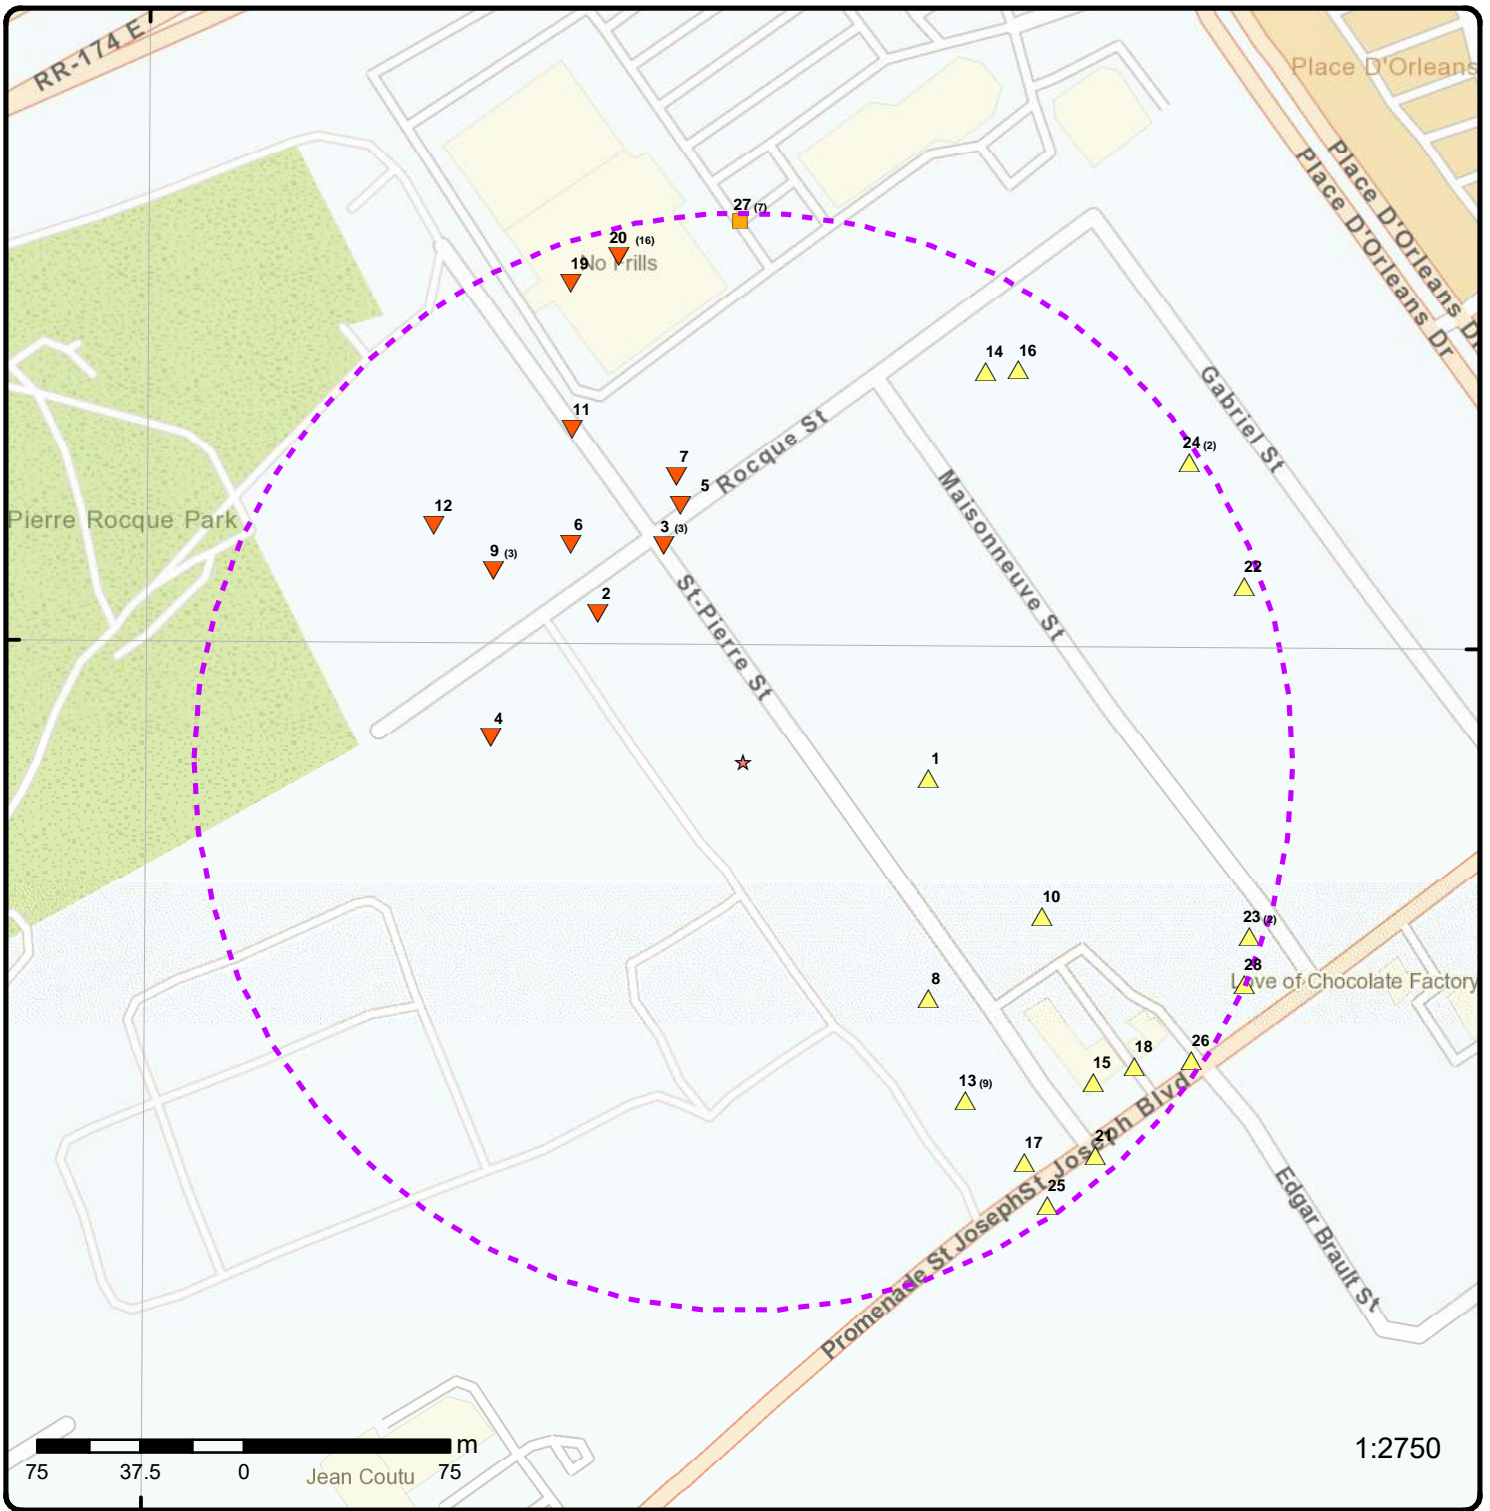 RR-174 E
Place D'Orleans
Place D'Orleans Dr
Place D'Orleans Dr
27 (7)
20 (16)
No Frills
19
14
16
Gabriel St
11
Rocque St
24 (2)
7
5
12
Pierre Rocque Park
6
3 (3)
Maisonneuve St
9 (3)
22
2
St-Pierre St
4
1
10
23 (2)
8
28
Love of Chocolate Factory
26
18
15
13 (9)
St Joseph Blvd
21
17
25
Promenade St Joseph
Edgar Brault St
75 37.5 0 75 m
Jean Coutu
1:2750